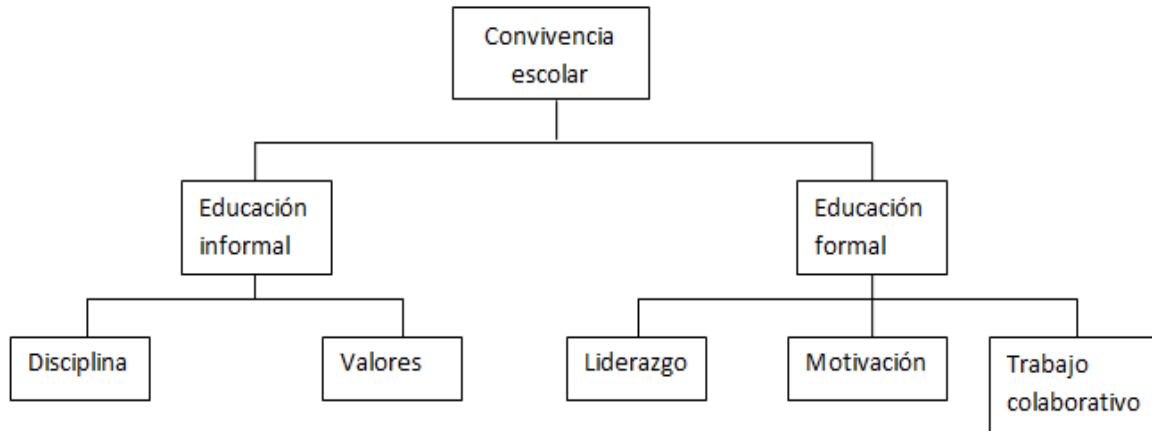 Convivencia
escolar
Educación
informal
Educación
formal
Disciplina
Valores
Liderazgo
Motivación
Trabajo
colaborativo